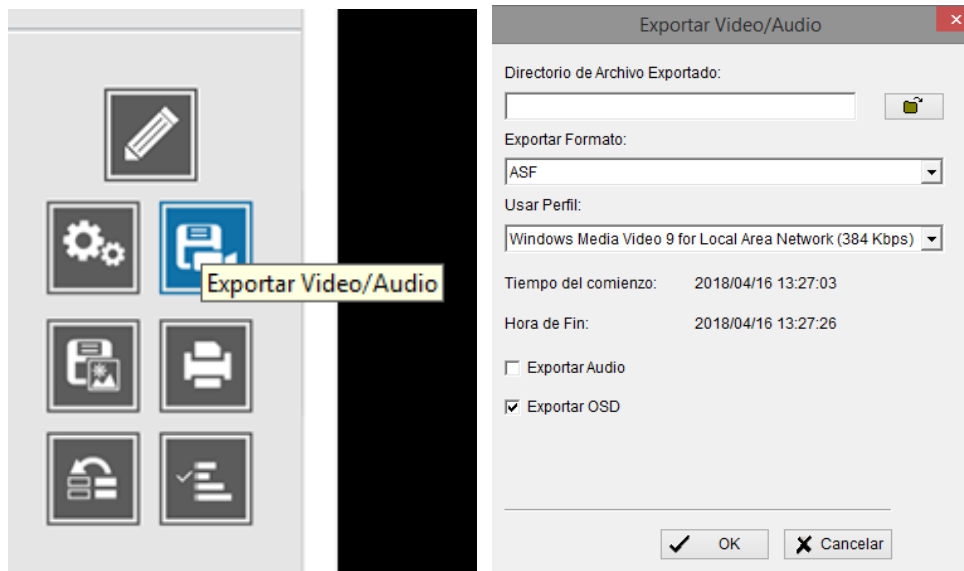 Exportar Video/Audio
Exportar Video/Audio
Directorio de Archivo Exportado:
Exportar Formato:
ASF
Usar Perfil:
Windows Media Video 9 for Local Area Network (384 Kbps)
Tiempo del comienzo: 2018/04/16 13:27:03
Hora de Fin: 2018/04/16 13:27:26
Exportar Audio
Exportar OSD
OK Cancelar